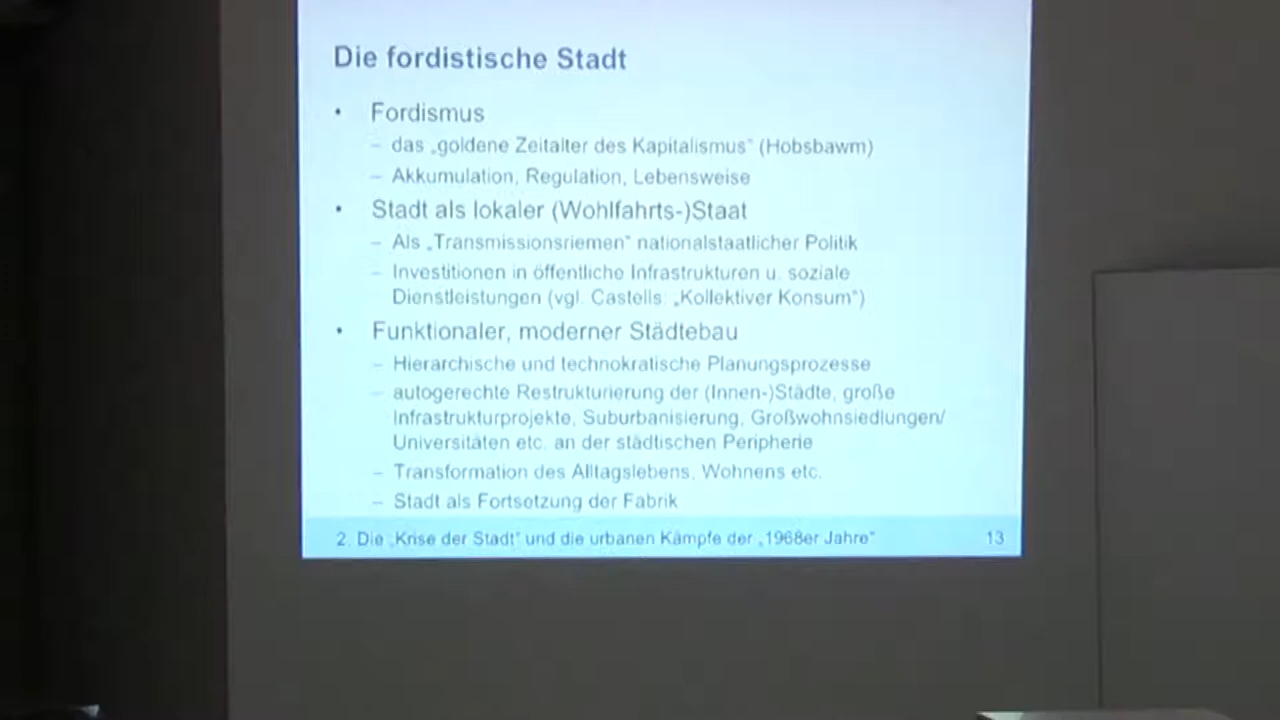 Die fordistische Stadt
• Fordismus
– das „goldene Zeitalter des Kapitalismus“ (Hobsbawm)
– Akkumulation, Regulation, Lebensweise
• Stadt als lokaler (Wohlfahrts-)Staat
– Als „Transmissionsriemen“ nationalstaatlicher Politik
– Investitionen in öffentliche Infrastrukturen u. soziale
Dienstleistungen (vgl. Castells: „Kollektiver Konsum“)
• Funktionaler, moderner Städtebau
– Hierarchische und technokratische Planungsprozesse
– autogerechte Restrukturierung der (Innen-)Städte, große
Infrastrukturprojekte, Suburbanisierung, Großwohnsiedlungen/
Universitäten etc. an der städtischen Peripherie
– Transformation des Alltagslebens, Wohnens etc.
– Stadt als Fortsetzung der Fabrik
2. Die „Krise der Stadt“ und die urbanen Kämpfe der „1968er Jahre“ 13